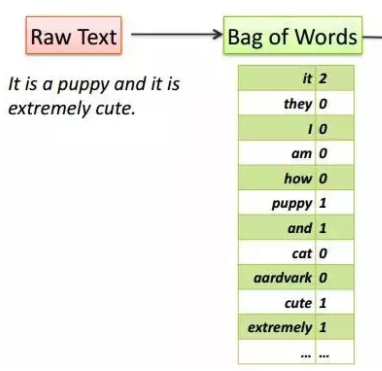 Raw Text
Bag of Words
It is a puppy and it is
extremely cute.
it 2
they 0
I 0
am 0
how 0
puppy 1
and 1
cat 0
aardvark 0
cute 1
extremely 1
... ...